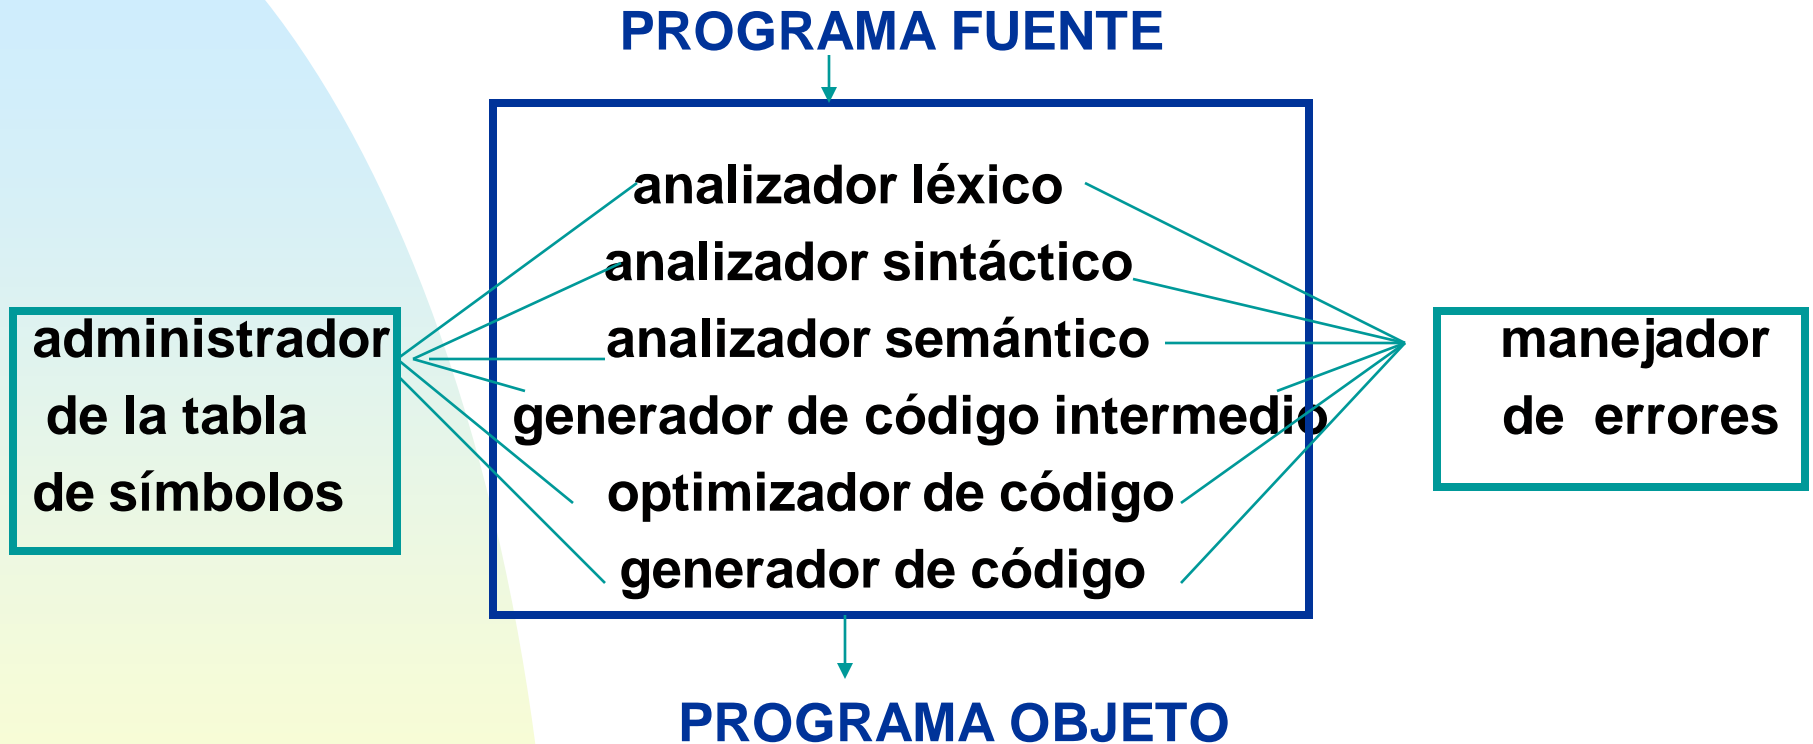 PROGRAMA FUENTE
analizador léxico
analizador sintáctico
analizador semántico
generador de código intermedio
optimizador de código
generador de código
administrador
de la tabla
de símbolos
manejador
de errores
PROGRAMA OBJETO